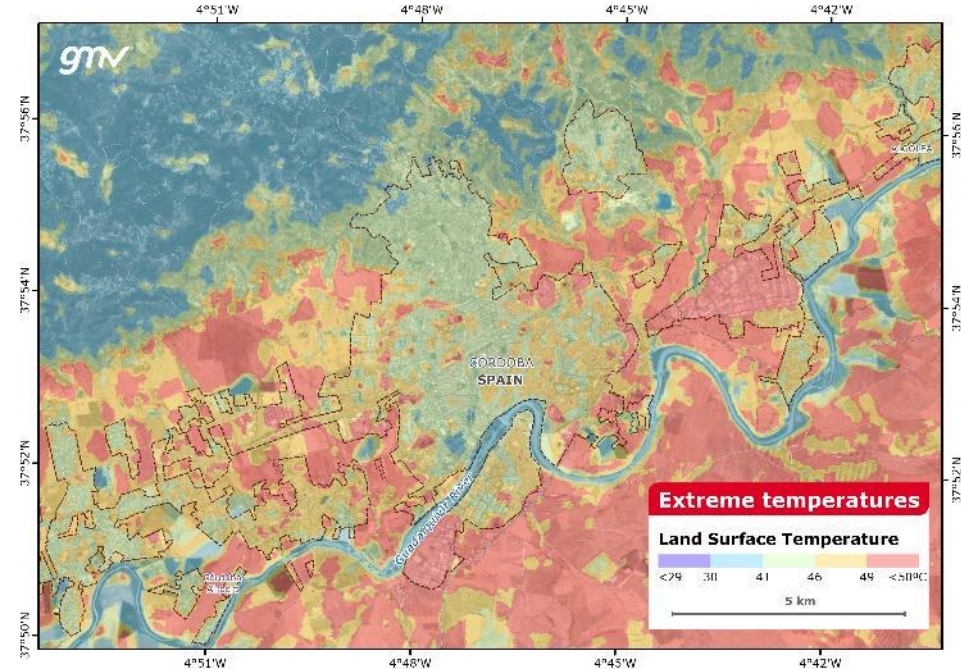 4°51'W 4°48'W 4°45'W 4°42'W
gmv
37°56'N
37°56'N
37°54'N
37°54'N
CÓRDOBA
SPAIN
37°52'N
37°52'N
Guadalquivir River
Extreme temperatures
Land Surface Temperature
<29 30 41 46 49 <50ºC
5 km
37°50'N
4°51'W 4°48'W 4°45'W 4°42'W